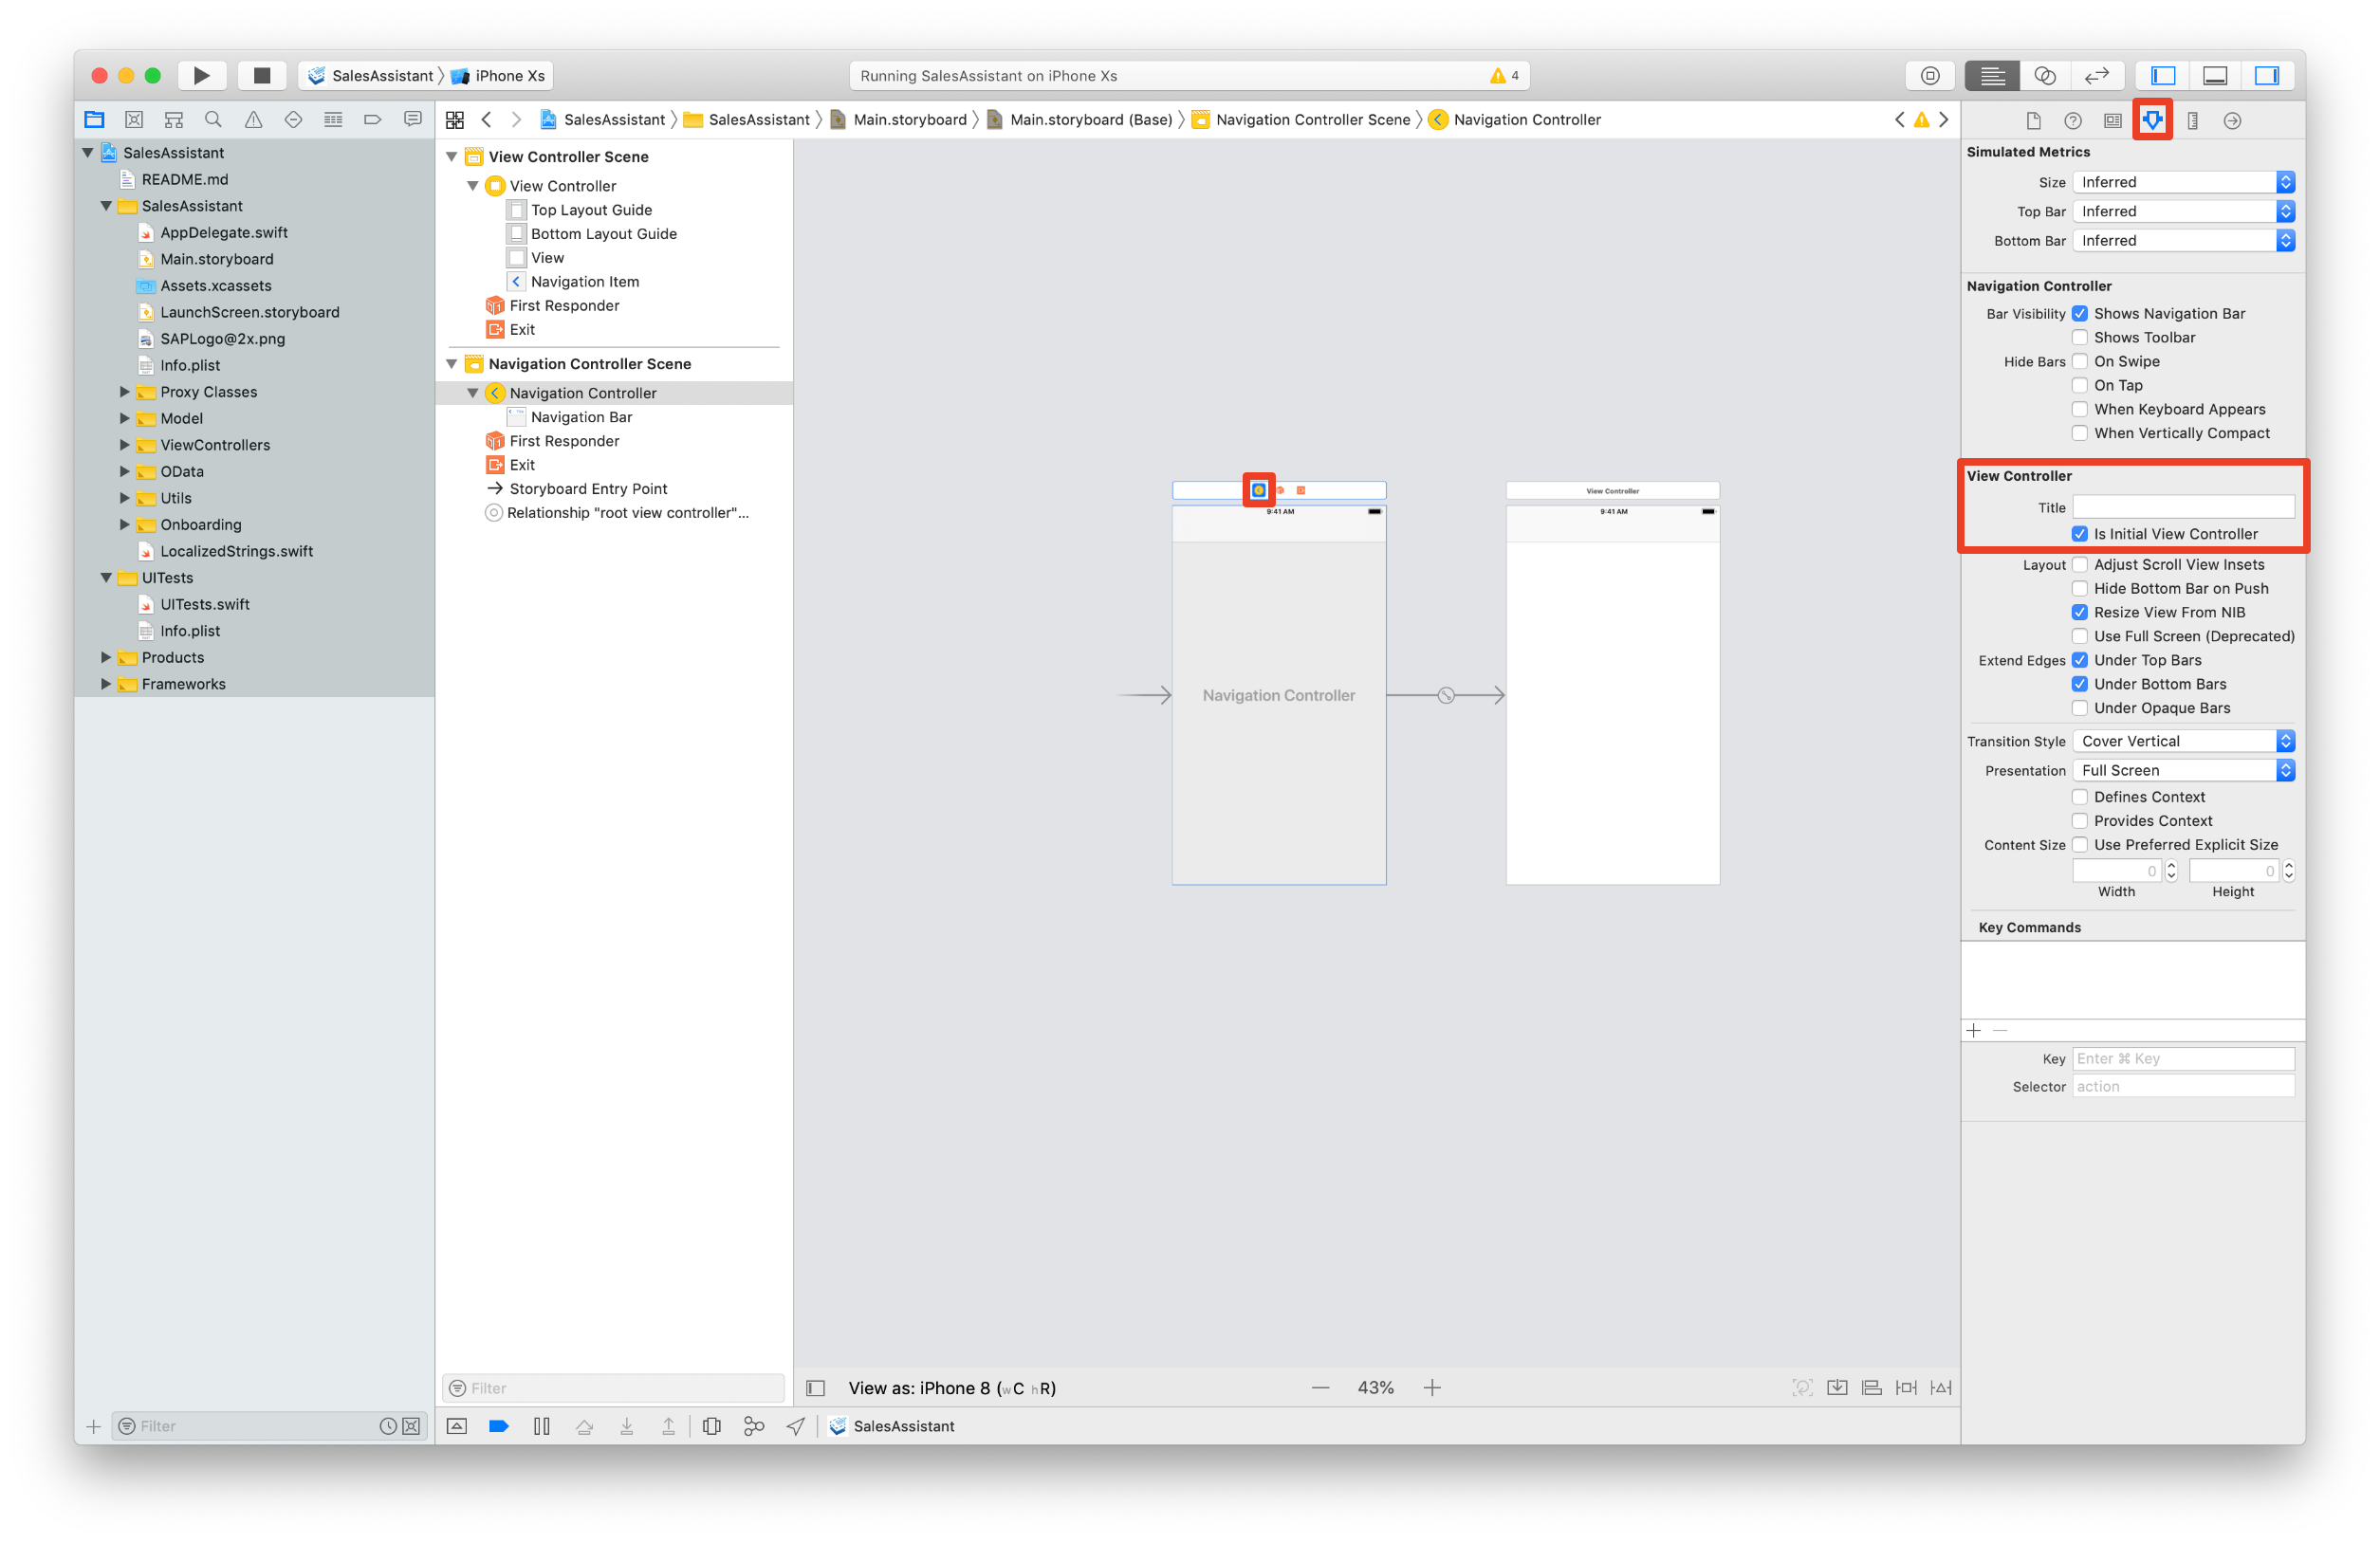 SalesAssistant
iPhone Xs
Running SalesAssistant on iPhone Xs
4
SalesAssistant
SalesAssistant
Main.storyboard
Main.storyboard (Base)
Navigation Controller Scene
Navigation Controller
SalesAssistant
README.md
SalesAssistant
AppDelegate.swift
Main.storyboard
Assets.xcassets
LaunchScreen.storyboard
SAPLogo@2x.png
Info.plist
Proxy Classes
Model
ViewControllers
OData
Utils
Onboarding
LocalizedStrings.swift
UITests
UITests.swift
Info.plist
Products
Frameworks
Filter
View Controller Scene
View Controller
Top Layout Guide
Bottom Layout Guide
View
Navigation Item
First Responder
Exit
Navigation Controller Scene
Navigation Controller
Navigation Bar
First Responder
Exit
Storyboard Entry Point
Relationship "root view controller"...
Filter
9:41 AM
Navigation Controller
View Controller
9:41 AM
View as: iPhone 8 (wC hR)
43%
SalesAssistant
Simulated Metrics
Size Inferred
Top Bar Inferred
Bottom Bar Inferred
Navigation Controller
Bar Visibility Shows Navigation Bar
Shows Toolbar
Hide Bars On Swipe
On Tap
When Keyboard Appears
When Vertically Compact
View Controller
Title
Is Initial View Controller
Layout Adjust Scroll View Insets
Hide Bottom Bar on Push
Resize View From NIB
Use Full Screen (Deprecated)
Extend Edges Under Top Bars
Under Bottom Bars
Under Opaque Bars
Transition Style Cover Vertical
Presentation Full Screen
Defines Context
Provides Context
Content Size Use Preferred Explicit Size
0 0
Width Height
Key Commands
Key Enter ⌘ Key
Selector action